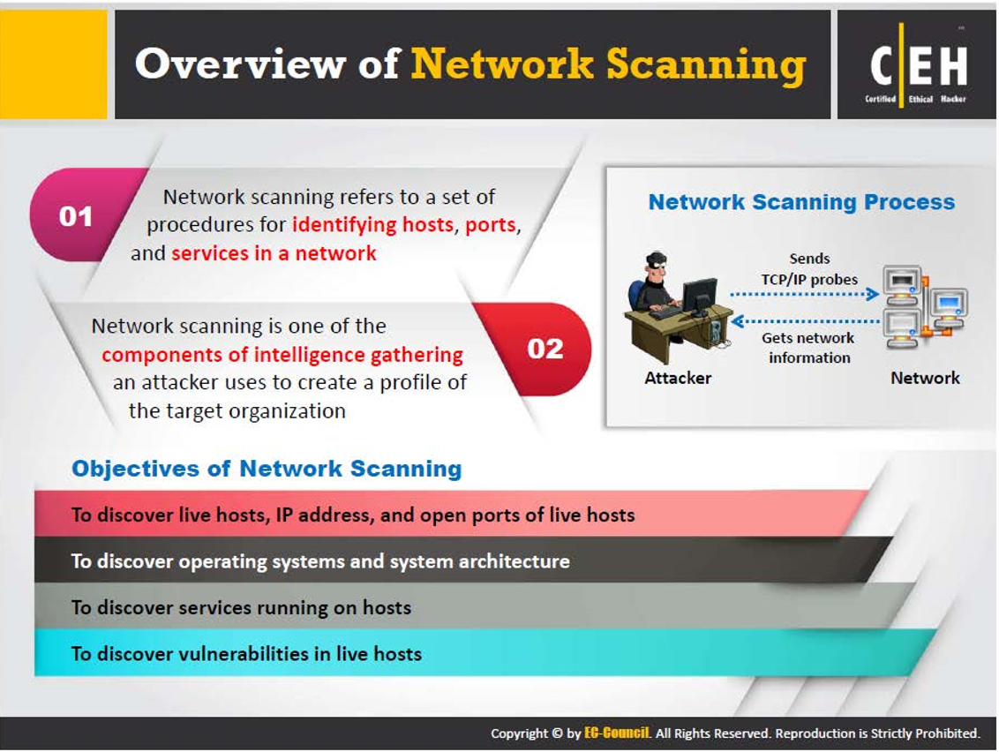 Overview of Network Scanning
C|EH
TM
Certified Ethical Hacker
01
Network scanning refers to a set of
procedures for identifying hosts, ports,
and services in a network
Network scanning is one of the
components of intelligence gathering
an attacker uses to create a profile of
the target organization
02
Network Scanning Process
Sends
TCP/IP probes
Gets network
information
Attacker
Network
Objectives of Network Scanning
To discover live hosts, IP address, and open ports of live hosts
To discover operating systems and system architecture
To discover services running on hosts
To discover vulnerabilities in live hosts
Copyright © by EC-Council. All Rights Reserved. Reproduction is Strictly Prohibited.